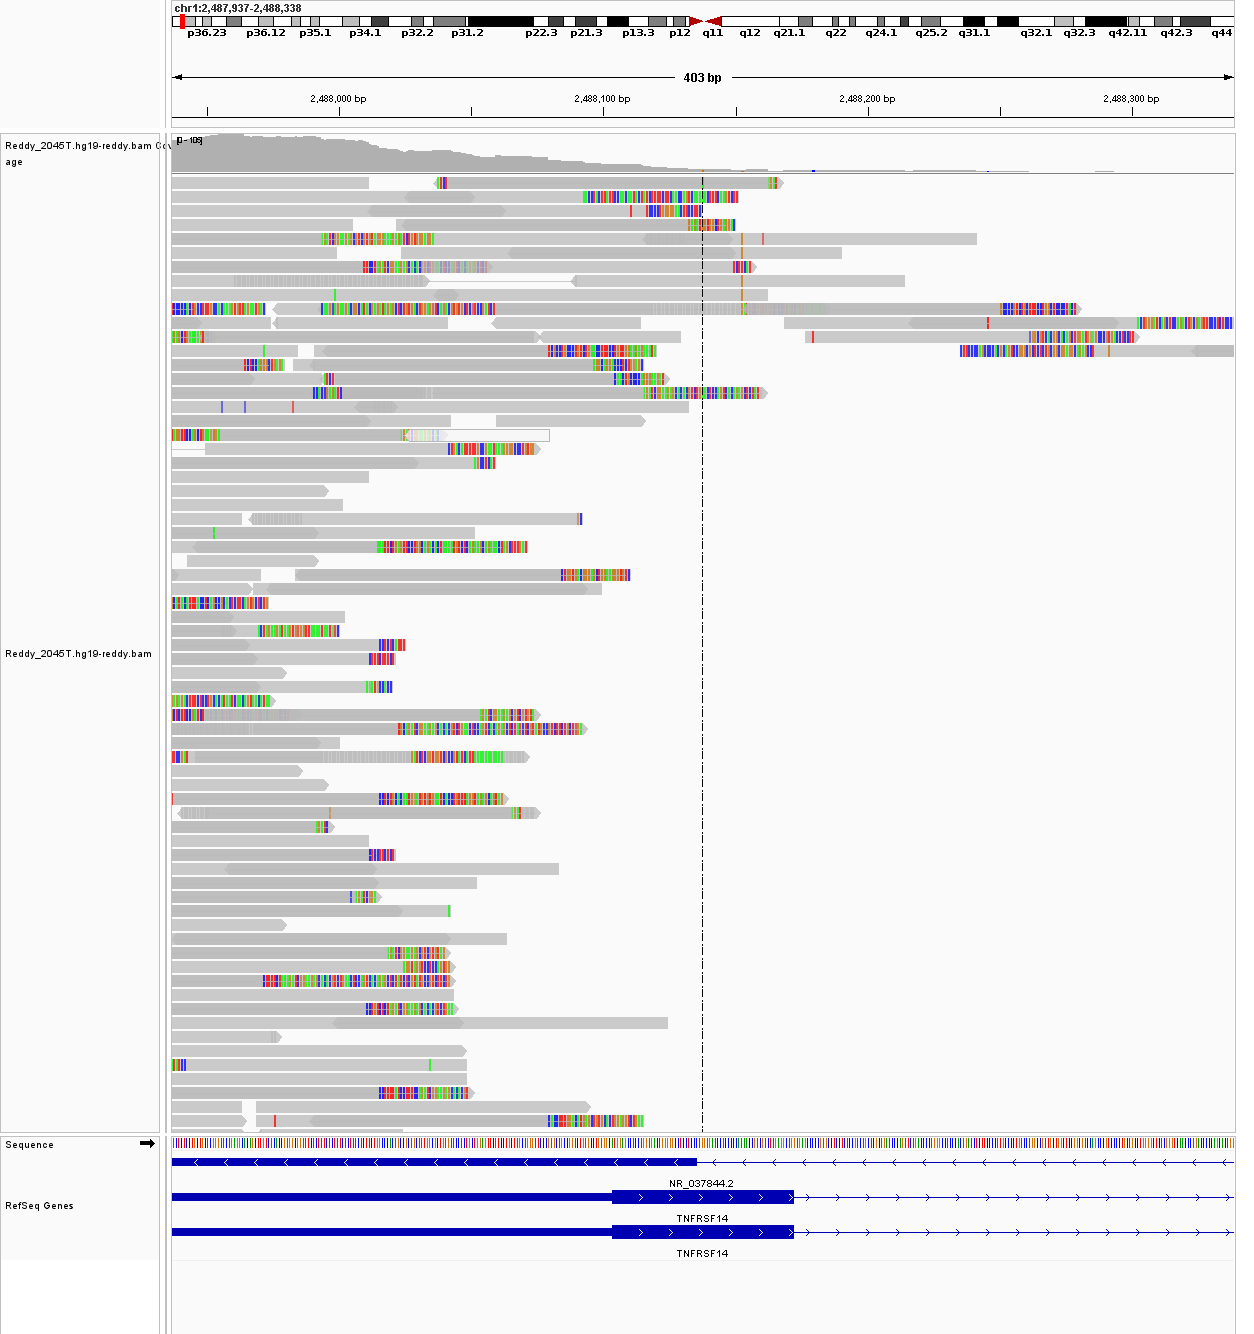 chr1:2,487,937-2,488,338
p36.23 p36.12 p35.1 p34.1 p32.2 p31.2 p22.3 p21.3 p13.3 p12 q11 q12 q21.1 q22 q24.1 q25.2 q31.1 q32.1 q32.3 q42.11 q42.3 q44
403 bp
2,488,000 bp 2,488,100 bp 2,488,200 bp 2,488,300 bp
Reddy_2045T.hg19-reddy.bam Cov
age
Reddy_2045T.hg19-reddy.bam
Sequence
NR_037844.2
RefSeq Genes
TNFRSF14
TNFRSF14